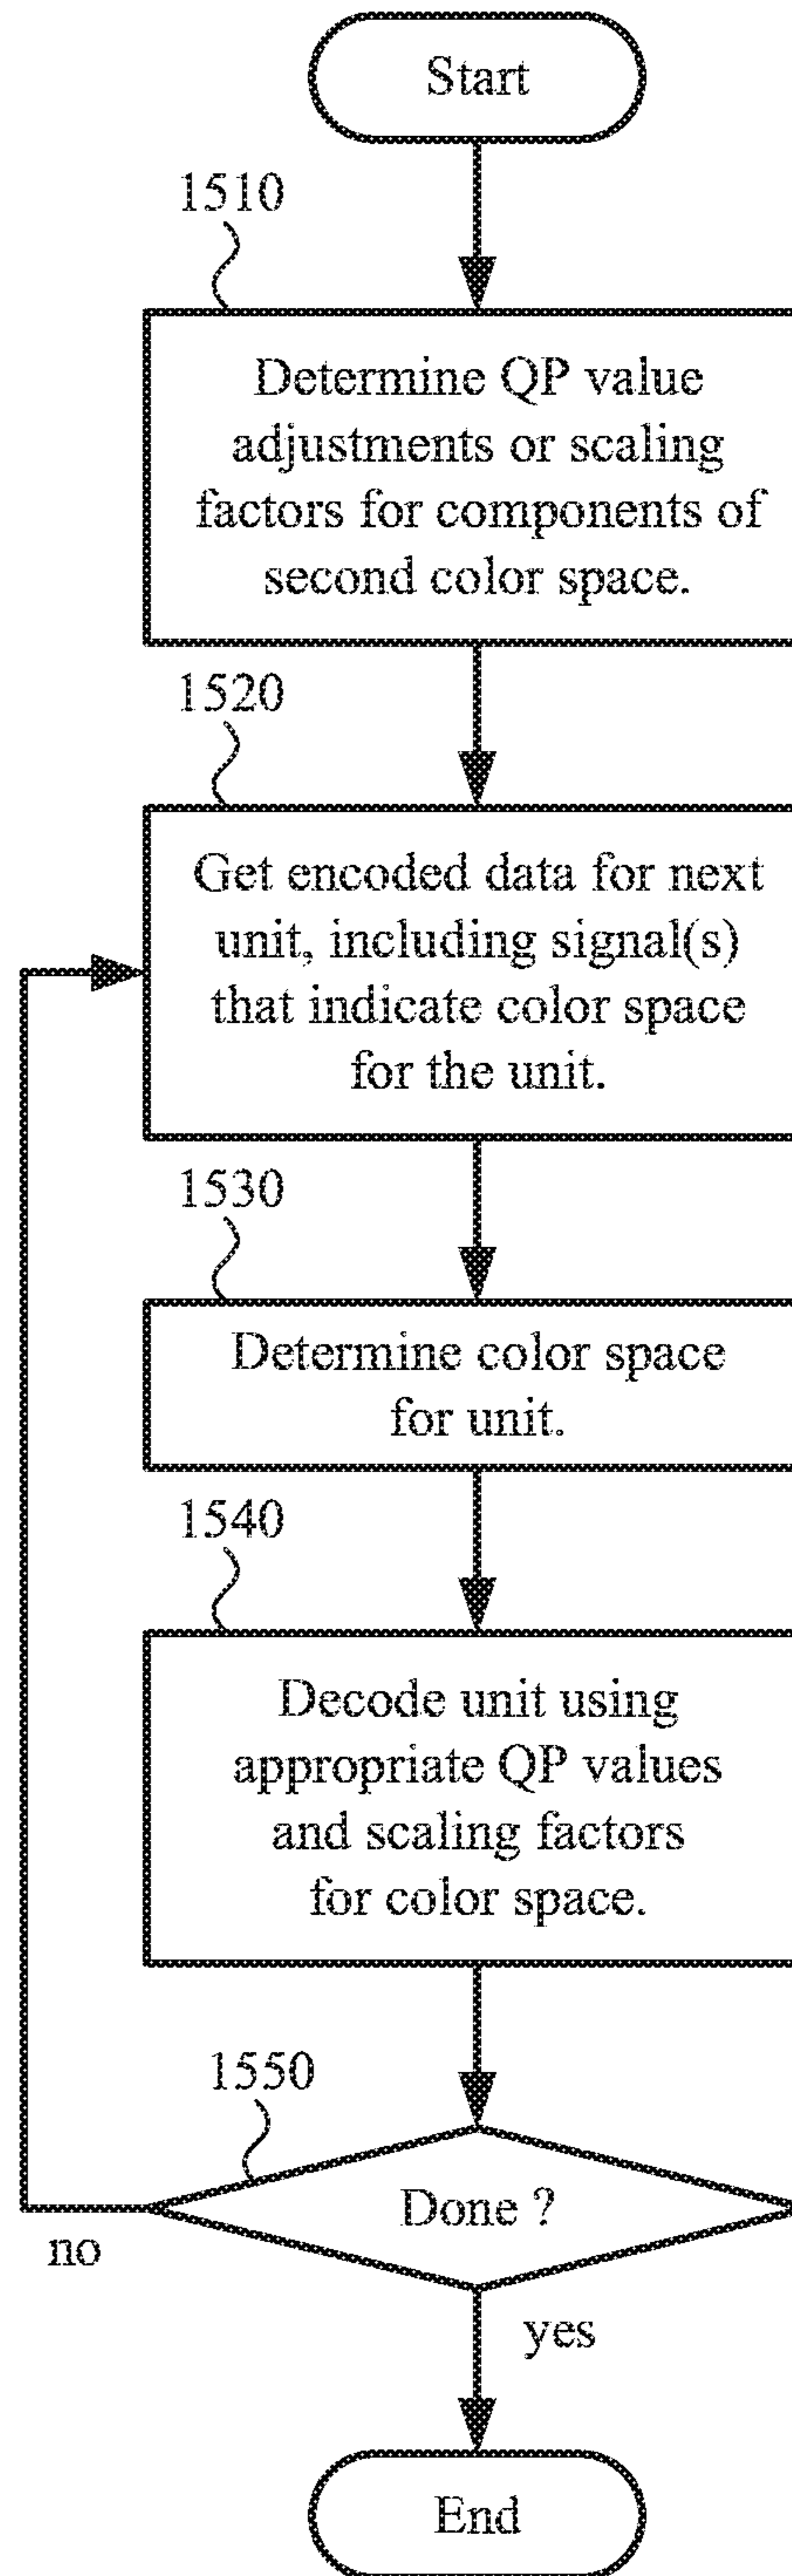 Start
1510
Determine QP value
adjustments or scaling
factors for components of
second color space.
1520
Get encoded data for next
unit, including signal(s)
that indicate color space
for the unit.
1530
Determine color space
for unit.
1540
Decode unit using
appropriate QP values
and scaling factors
for color space.
1550
Done ?
no
yes
End